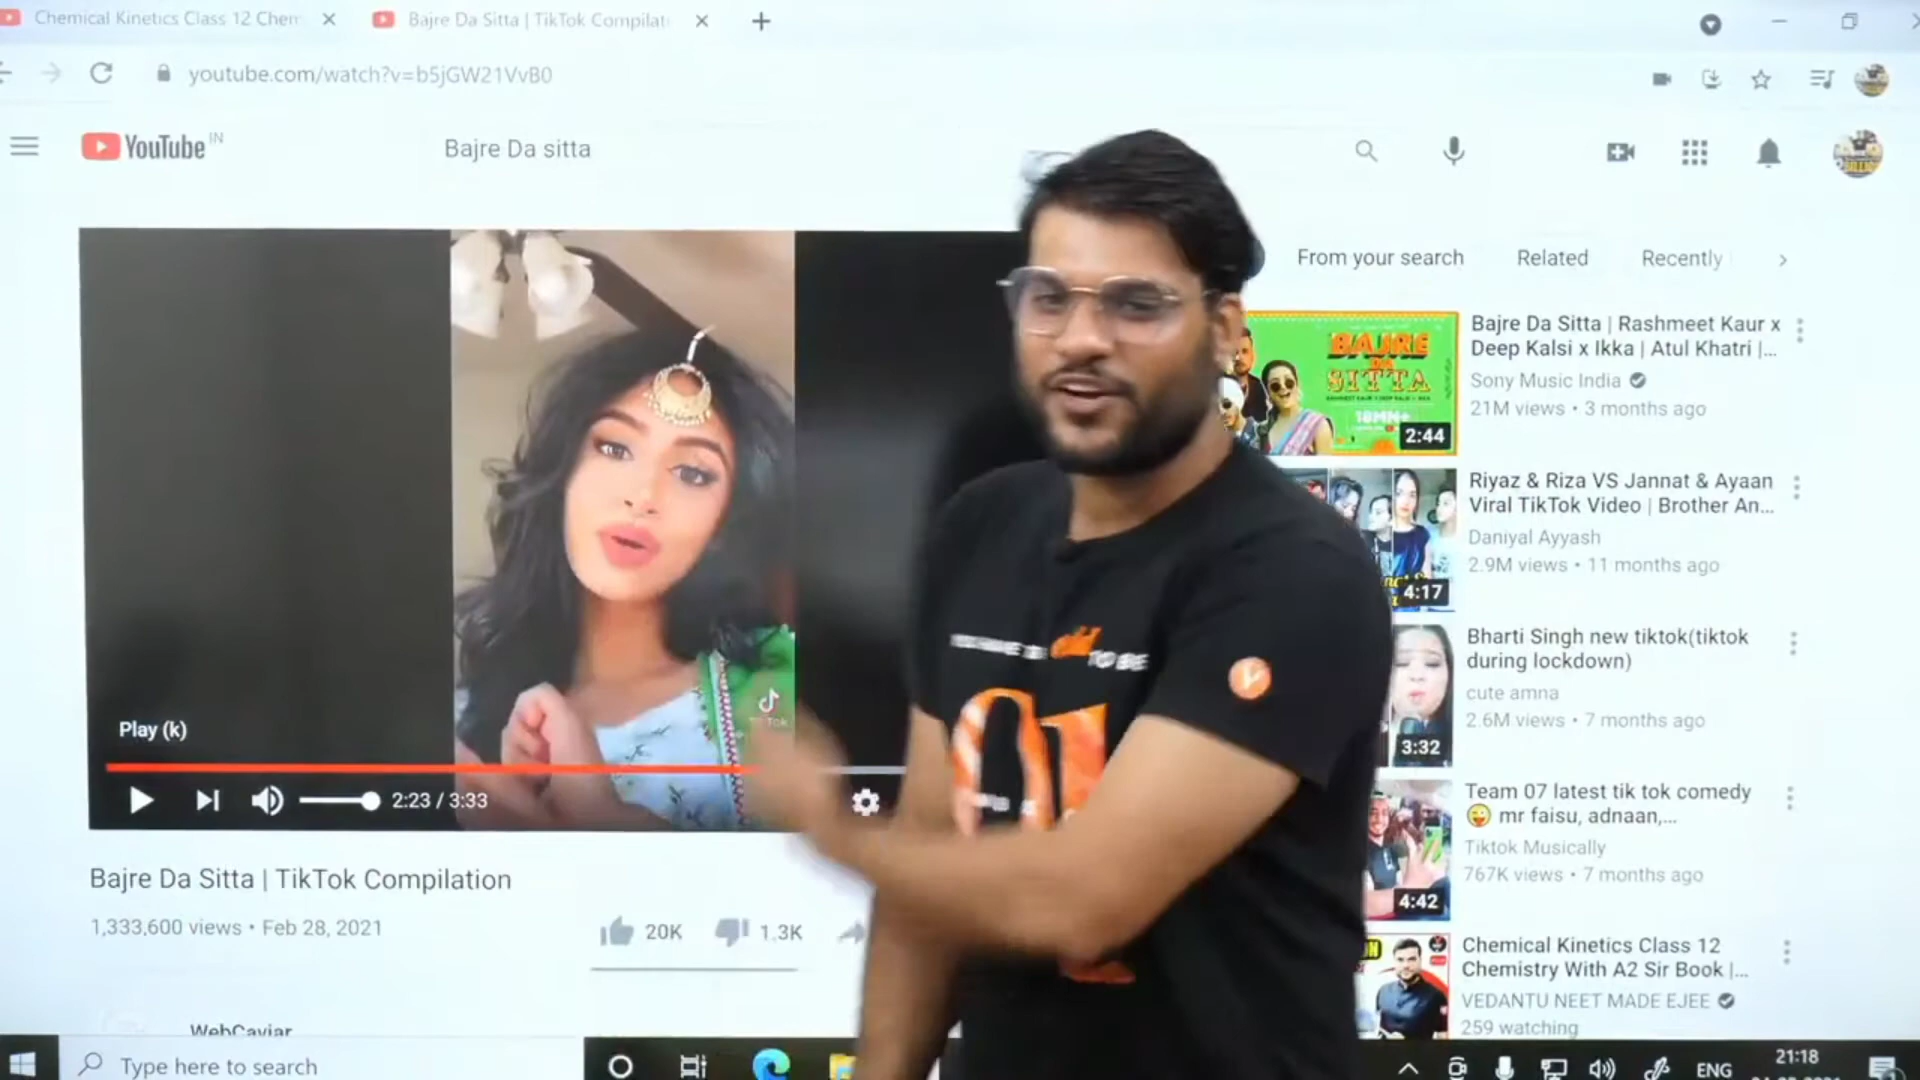 Chemical Kinetics Class 12 Chem
Bajre Da Sitta | TikTok Compilat
youtube.com/watch?v=b5jGW21VvB0
YouTube IN
Bajre Da sitta
From your search
Related
Recently
BAJRE
DA
SITTA
18MN+
2:44
Bajre Da Sitta | Rashmeet Kaur x
Deep Kalsi x Ikka | Atul Khatri |...
Sony Music India
21M views • 3 months ago
4:17
Riyaz & Riza VS Jannat & Ayaan
Viral TikTok Video | Brother An...
Daniyal Ayyash
2.9M views • 11 months ago
3:32
Bharti Singh new tiktok(tiktok
during lockdown)
cute amna
2.6M views • 7 months ago
4:42
Team 07 latest tik tok comedy
😜 mr faisu, adnaan,...
Tiktok Musically
767K views • 7 months ago
Chemical Kinetics Class 12
Chemistry With A2 Sir Book |...
VEDANTU NEET MADE EJEE
259 watching
TO BE
Play (k)
2:23 / 3:33
Bajre Da Sitta | TikTok Compilation
1,333,600 views • Feb 28, 2021
20K
1.3K
WebCaviar
Type here to search
ENG
21:18